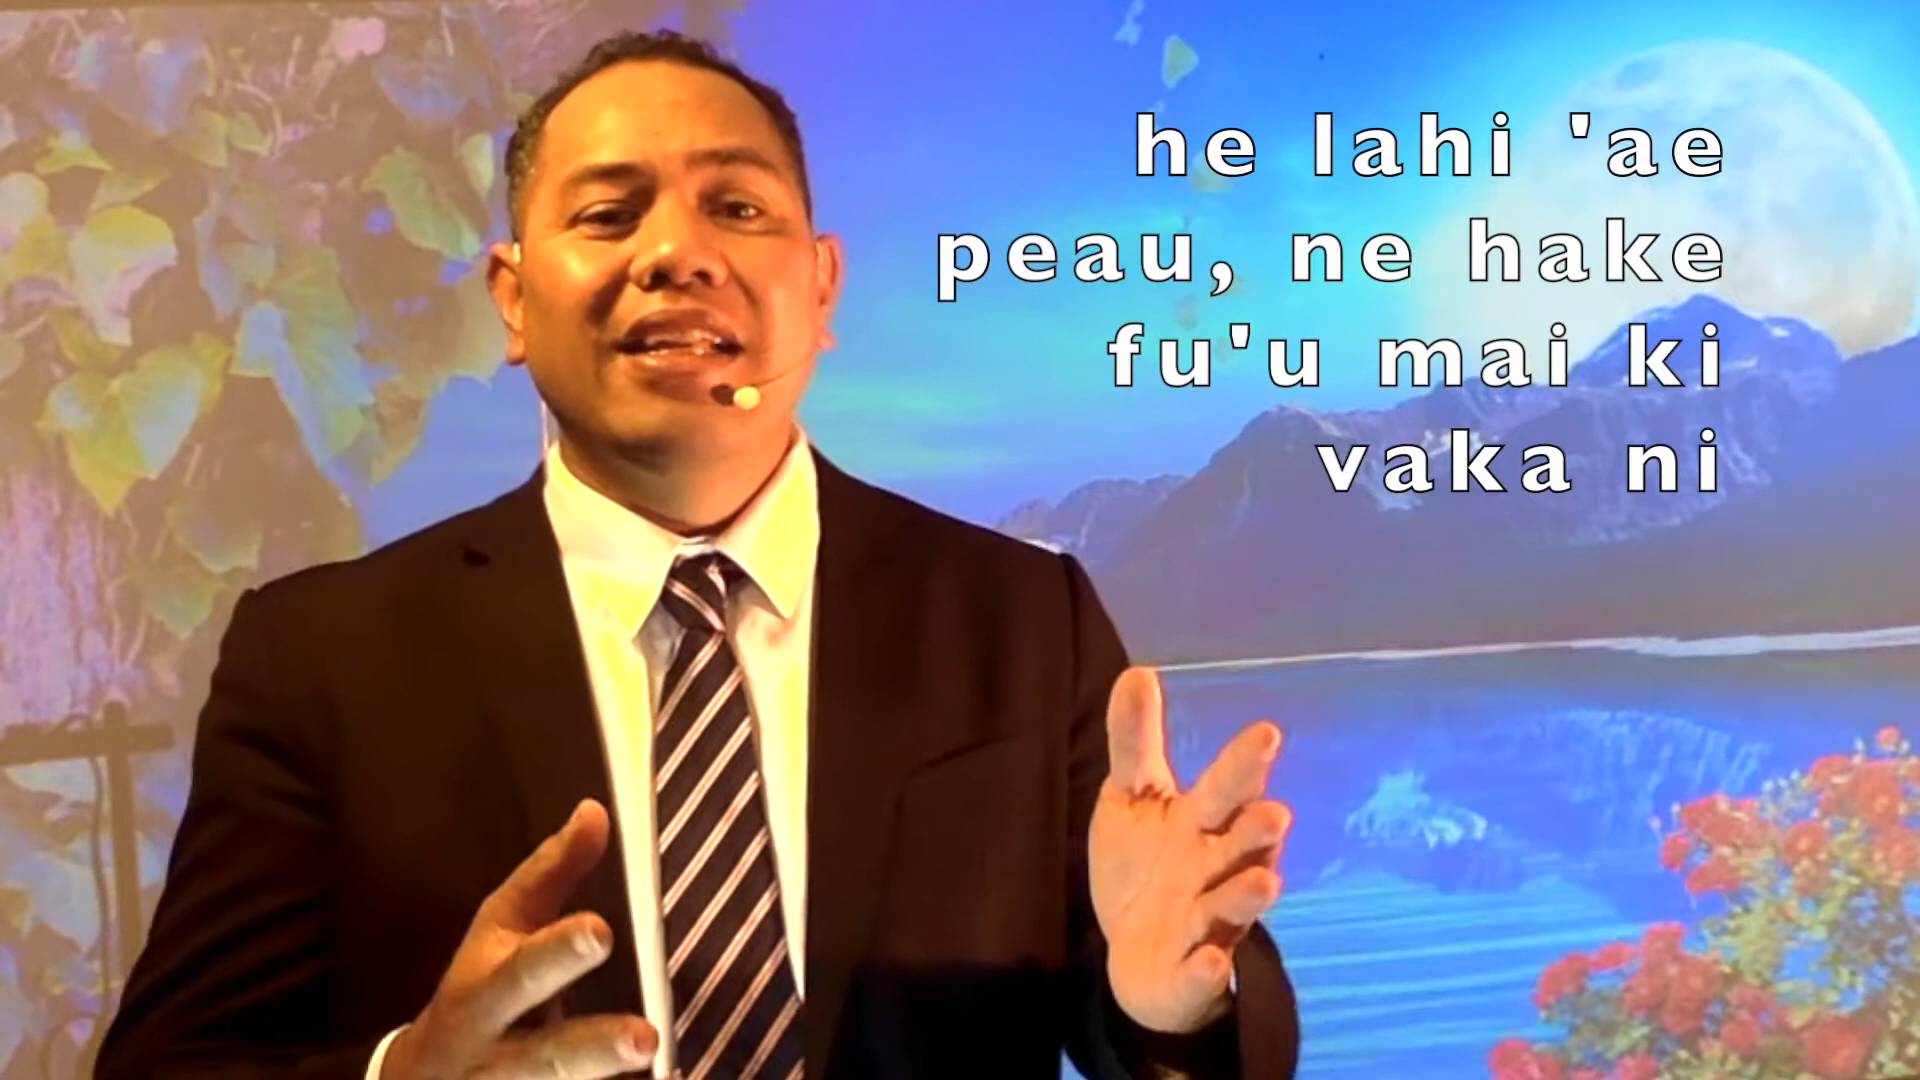 he lahi 'ae
peau, ne hake
fu'u mai ki
vaka ni